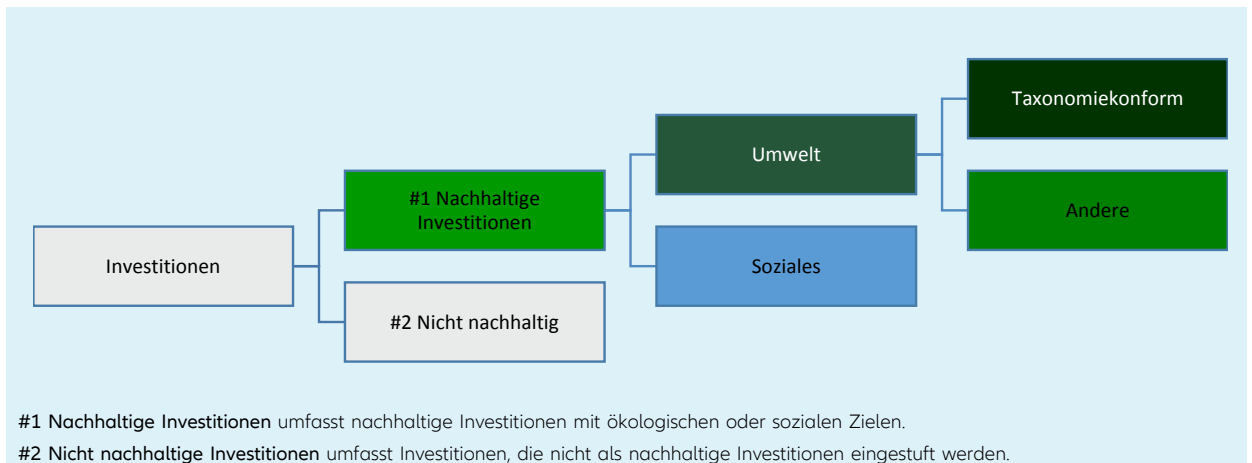 Taxonomiekonform
Umwelt
#1 Nachhaltige
Investitionen
Andere
Investitionen
Soziales
#2 Nicht nachhaltig
#1 Nachhaltige Investitionen umfasst nachhaltige Investitionen mit ökologischen oder sozialen Zielen.
#2 Nicht nachhaltige Investitionen umfasst Investitionen, die nicht als nachhaltige Investitionen eingestuft werden.